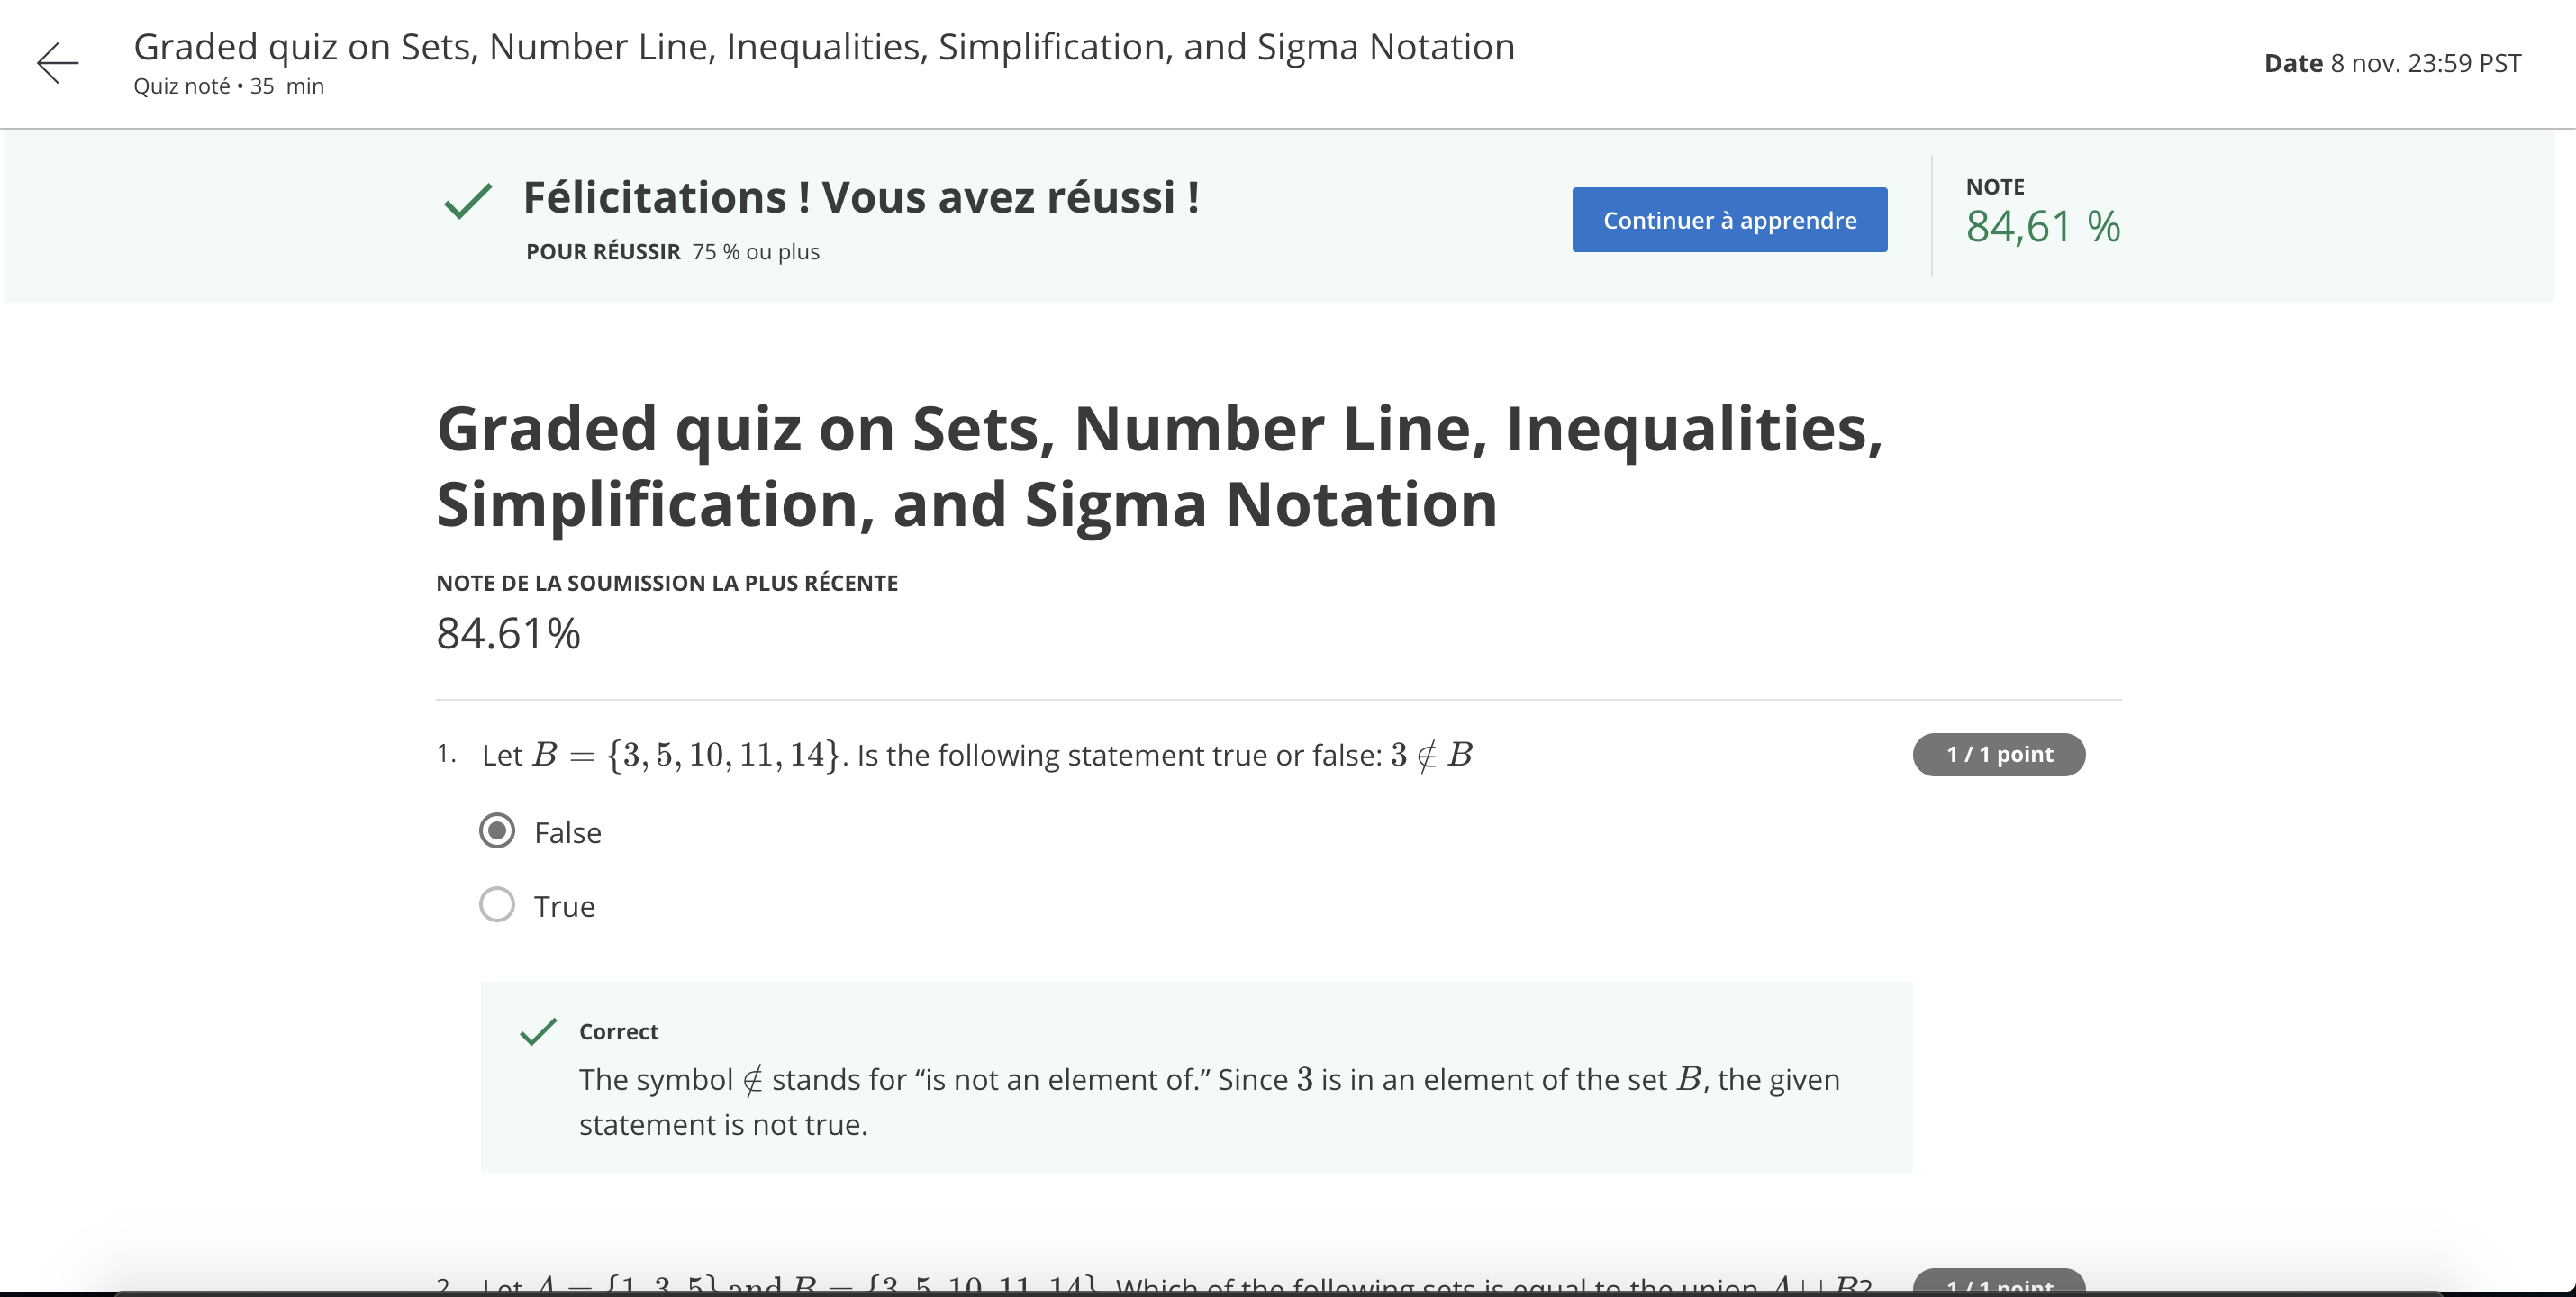 Graded quiz on Sets, Number Line, Inequalities, Simplification, and Sigma Notation
Quiz noté • 35 min
Date 8 nov. 23:59 PST
Félicitations ! Vous avez réussi !
POUR RÉUSSIR 75 % ou plus
Continuer à apprendre
NOTE
84,61 %
Graded quiz on Sets, Number Line, Inequalities,
Simplification, and Sigma Notation
NOTE DE LA SOUMISSION LA PLUS RÉCENTE
84.61%
1. Let B = {3, 5, 10, 11, 14}. Is the following statement true or false: 3 ∉ B
1 / 1 point
False
True
Correct
The symbol ∉ stands for “is not an element of.” Since 3 is in an element of the set B, the given
statement is not true.
2. Let A = {1, 3, 5} and B = {3, 5, 10, 11, 14}. Which of the following sets is equal to the union A ∪ B?
1 / 1 point